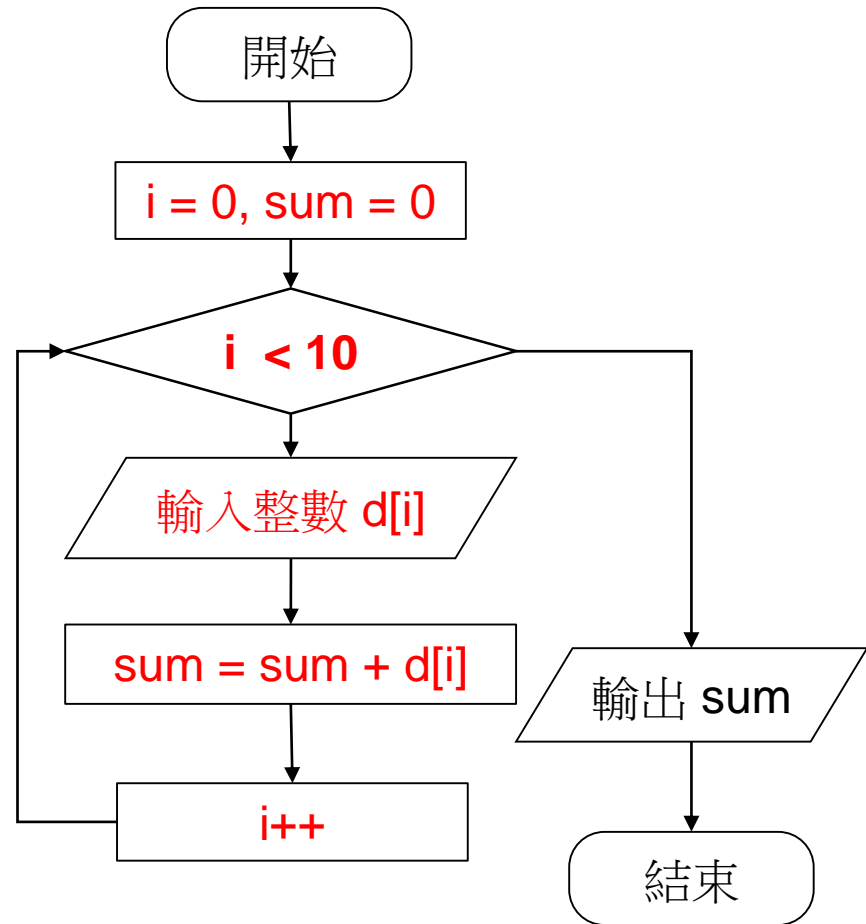 開始
i = 0, sum = 0
i < 10
輸入整數 d[i]
sum = sum + d[i]
i++
輸出 sum
結束